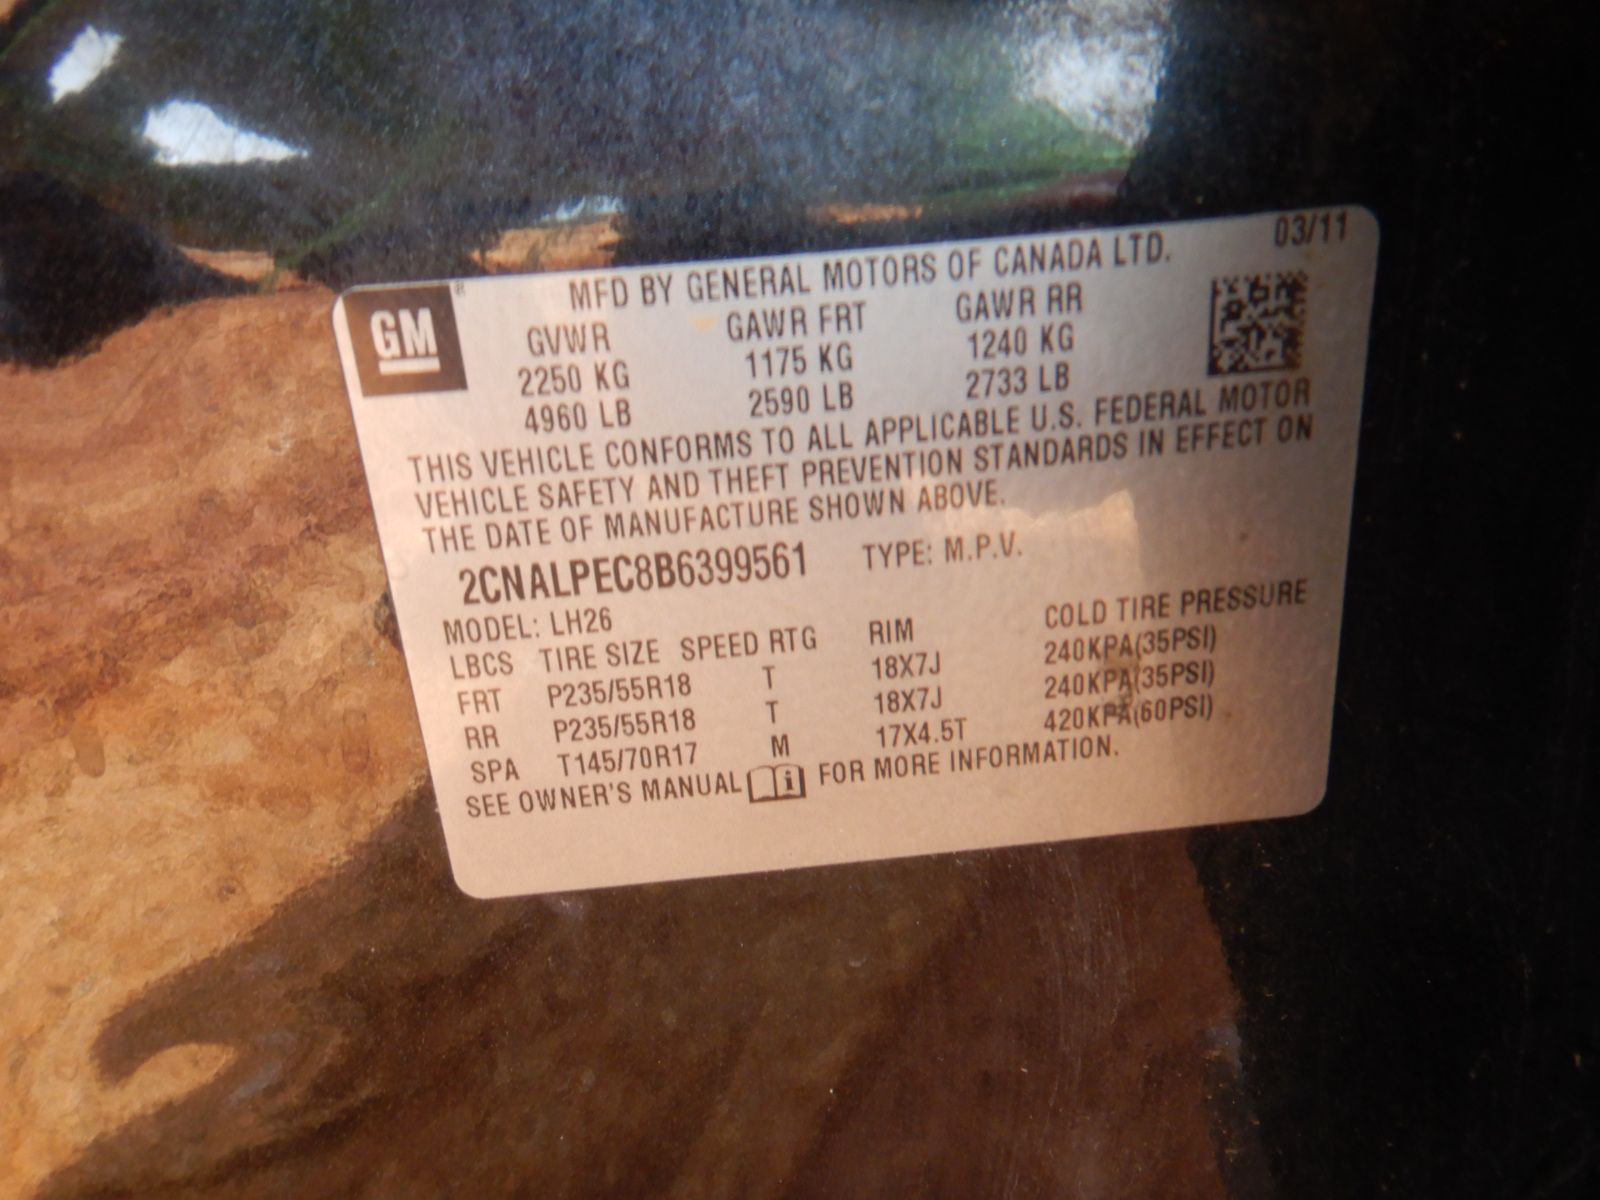 03/11
GM
MFD BY GENERAL MOTORS OF CANADA LTD.
GVWR GAWR FRT GAWR RR
2250 KG 1175 KG 1240 KG
4960 LB 2590 LB 2733 LB
THIS VEHICLE CONFORMS TO ALL APPLICABLE U.S. FEDERAL MOTOR
VEHICLE SAFETY AND THEFT PREVENTION STANDARDS IN EFFECT ON
THE DATE OF MANUFACTURE SHOWN ABOVE.
2CNALPEC8B6399561 TYPE: M.P.V.
MODEL: LH26
LBCS TIRE SIZE SPEED RTG RIM COLD TIRE PRESSURE
FRT P235/55R18 T 18X7J 240KPA(35PSI)
RR P235/55R18 T 18X7J 240KPA(35PSI)
SPA T145/70R17 M 17X4.5T 420KPA(60PSI)
SEE OWNER'S MANUAL i FOR MORE INFORMATION.